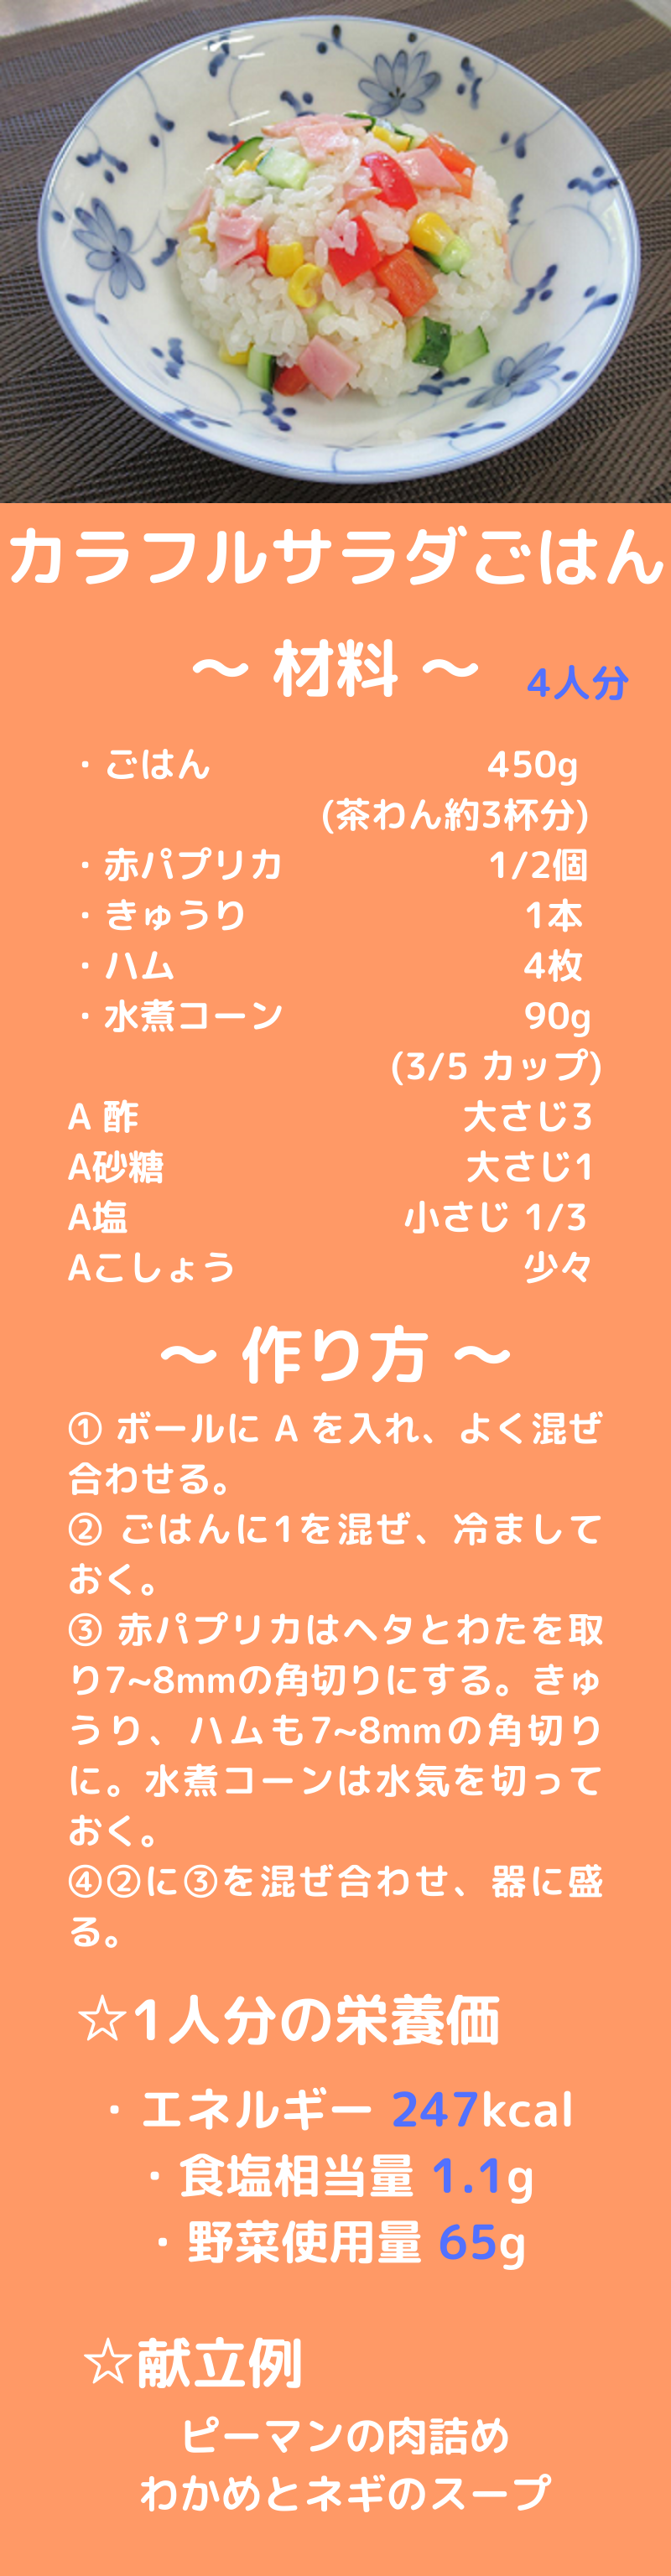 カラフルサラダごはん
～ 材料 ～ 4人分
・ごはん 450g
(茶わん約3杯分)
・赤パプリカ 1/2個
・きゅうり 1本
・ハム 4枚
・水煮コーン 90g
(3/5 カップ)
A 酢 大さじ3
A砂糖 大さじ1
A塩 小さじ 1/3
Aこしょう 少々
～ 作り方 ～
① ボールに A を入れ、よく混ぜ
合わせる。
② ごはんに1を混ぜ、冷まして
おく。
③ 赤パプリカはヘタとわたを取
り7~8mmの角切りにする。きゅ
うり、ハムも7~8mmの角切り
に。水煮コーンは水気を切って
おく。
④②に③を混ぜ合わせ、器に盛
る。
☆1人分の栄養価
・エネルギー 247kcal
・食塩相当量 1.1g
・野菜使用量 65g
☆献立例
ピーマンの肉詰め
わかめとネギのスープ